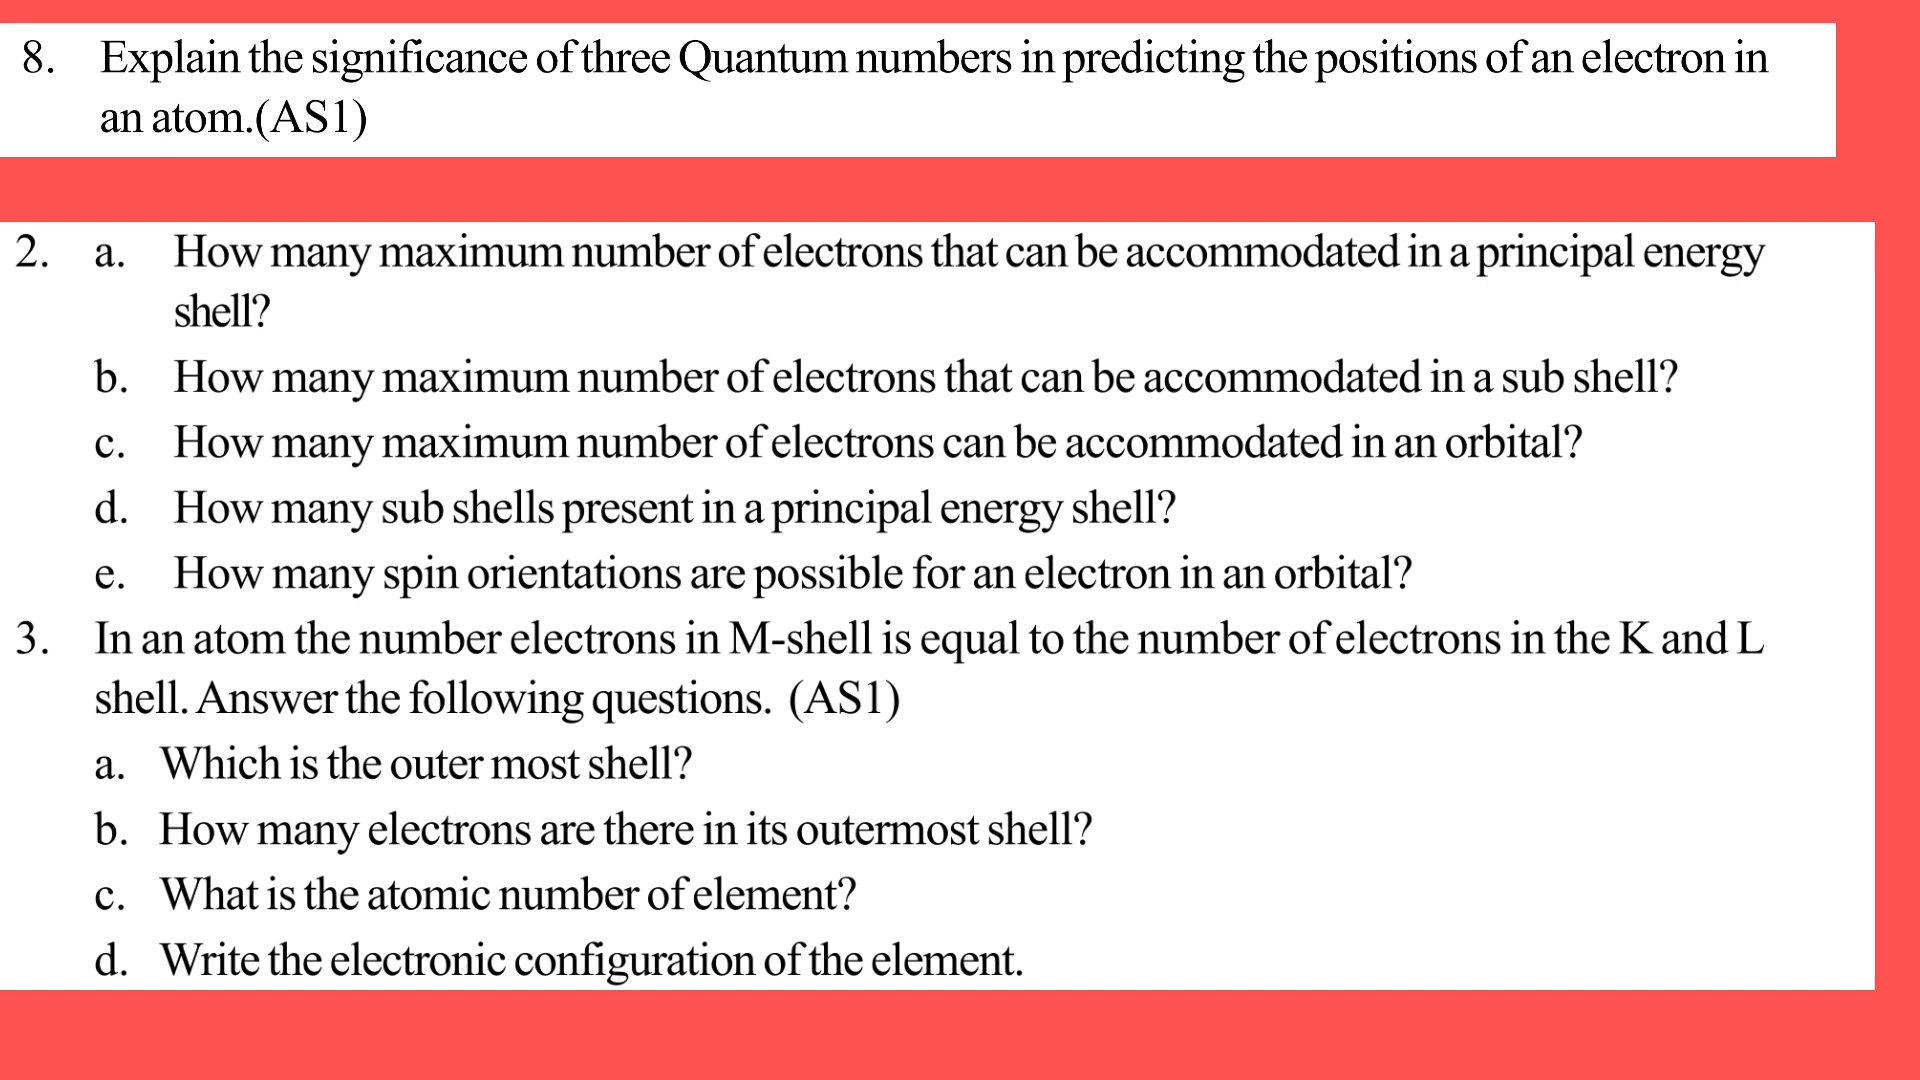 8. Explain the significance of three Quantum numbers in predicting the positions of an electron in
an atom.(AS1)
2. a. How many maximum number of electrons that can be accommodated in a principal energy
shell?
b. How many maximum number of electrons that can be accommodated in a sub shell?
c. How many maximum number of electrons can be accommodated in an orbital?
d. How many sub shells present in a principal energy shell?
e. How many spin orientations are possible for an electron in an orbital?
3. In an atom the number electrons in M-shell is equal to the number of electrons in the K and L
shell. Answer the following questions. (AS1)
a. Which is the outer most shell?
b. How many electrons are there in its outermost shell?
c. What is the atomic number of element?
d. Write the electronic configuration of the element.